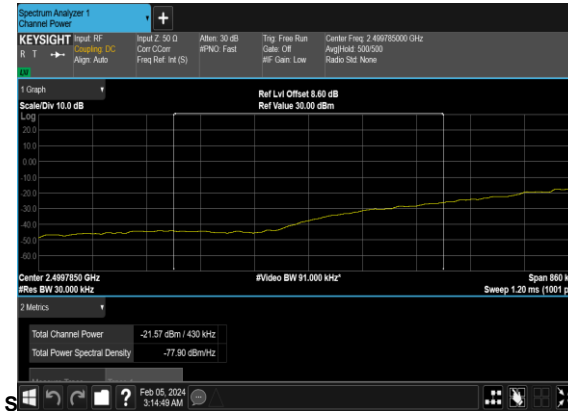 Spectrum Analyzer 1
Channel Power
+
KEYSIGHT Input: RF Input Z: 50 Ω Atten: 30 dB Trig: Free Run Center Freq: 2.499785000 GHz
R T Coupling: DC Corr CCorr #PNO: Fast Gate: Off Avg|Hold: 500/500
Align: Auto Freq Ref: Int (S) #IF Gain: Low Radio Std: None
1 Graph Ref Lvl Offset 8.60 dB
Scale/Div 10.0 dB Ref Value 30.00 dBm
Log
20.0
10.0
0.00
-10.0
-20.0
-30.0
-40.0
-50.0
-60.0
Center 2.4997850 GHz #Video BW 91.000 kHz* Span 860 k
#Res BW 30.000 kHz Sweep 1.20 ms (1001 p
2 Metrics
Total Channel Power -21.57 dBm / 430 kHz
Total Power Spectral Density -77.90 dBm/Hz
S
? Feb 05, 2024
3:14:49 AM